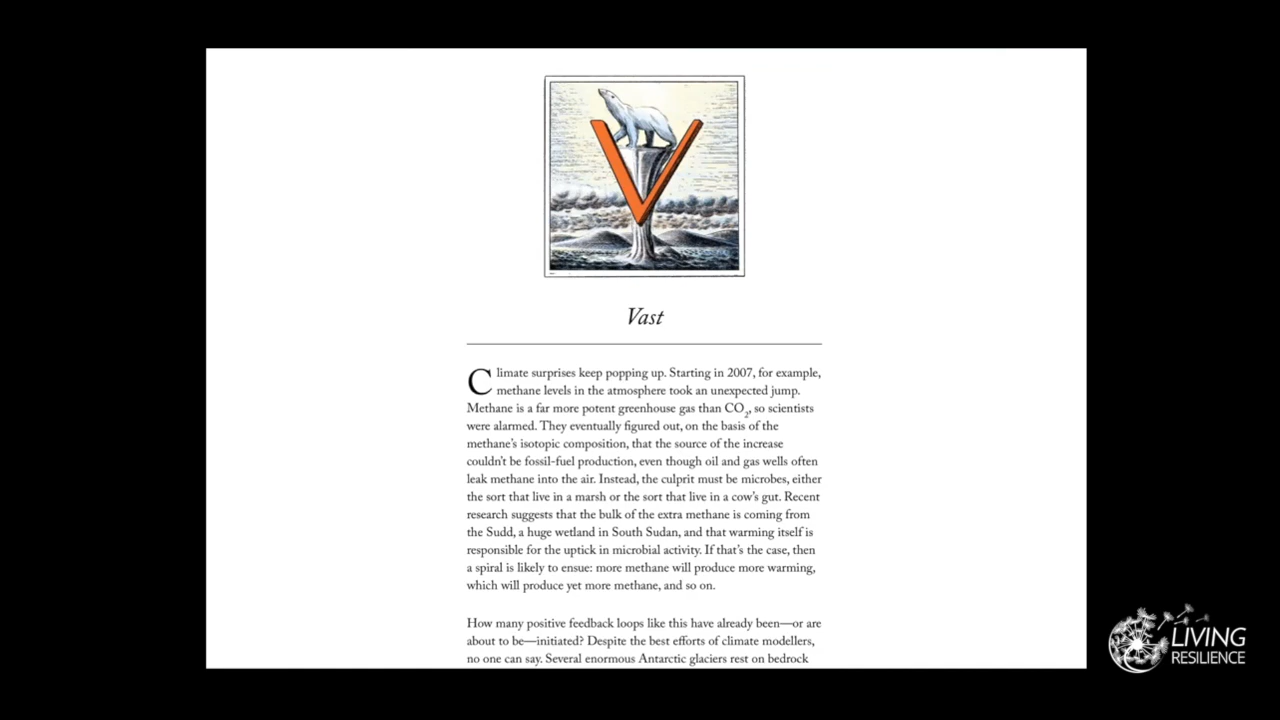 V
Vast
Climate surprises keep popping up. Starting in 2007, for example,
methane levels in the atmosphere took an unexpected jump.
Methane is a far more potent greenhouse gas than CO₂, so scientists
were alarmed. They eventually figured out, on the basis of the
methane's isotopic composition, that the source of the increase
couldn't be fossil-fuel production, even though oil and gas wells often
leak methane into the air. Instead, the culprit must be microbes, either
the sort that live in a marsh or the sort that live in a cow's gut. Recent
research suggests that the bulk of the extra methane is coming from
the Sudd, a huge wetland in South Sudan, and that warming itself is
responsible for the uptick in microbial activity. If that's the case, then
a spiral is likely to ensue: more methane will produce more warming,
which will produce yet more methane, and so on.
How many positive feedback loops like this have already been—or are
about to be—initiated? Despite the best efforts of climate modellers,
no one can say. Several enormous Antarctic glaciers rest on bedrock
LIVING
RESILIENCE